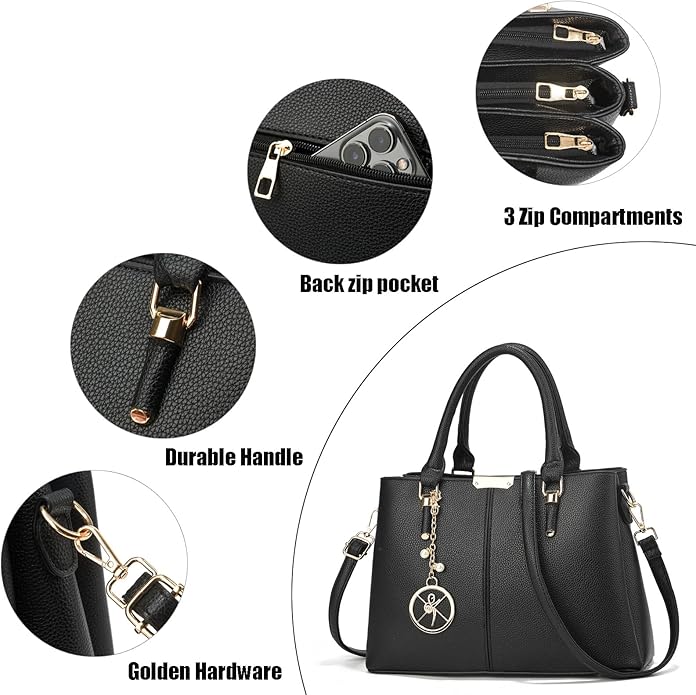 3 Zip Compartments
Back zip pocket
Durable Handle
Golden Hardware